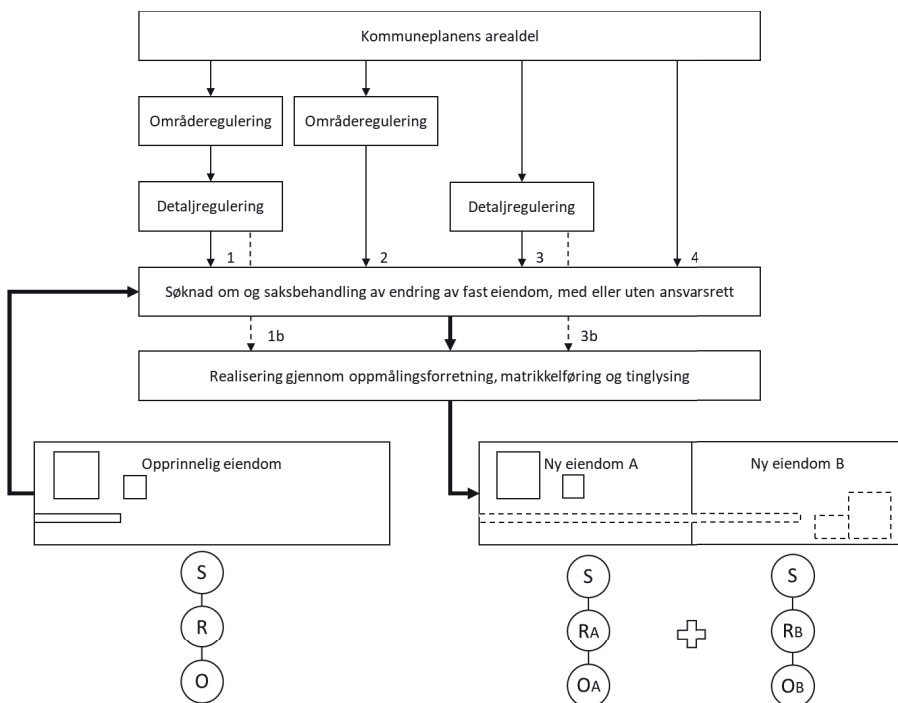 Kommuneplanens arealdel
Områderegulering
Områderegulering
Detaljregulering
Detaljregulering
1
2
3
4
Søknad om og saksbehandling av endring av fast eiendom, med eller uten ansvarsrett
1b
3b
Realisering gjennom oppmålingsforretning, matrikkelføring og tinglysing
Opprinnelig eiendom
Ny eiendom A
Ny eiendom B
S
S
S
R
RA
RB
O
OA
OB